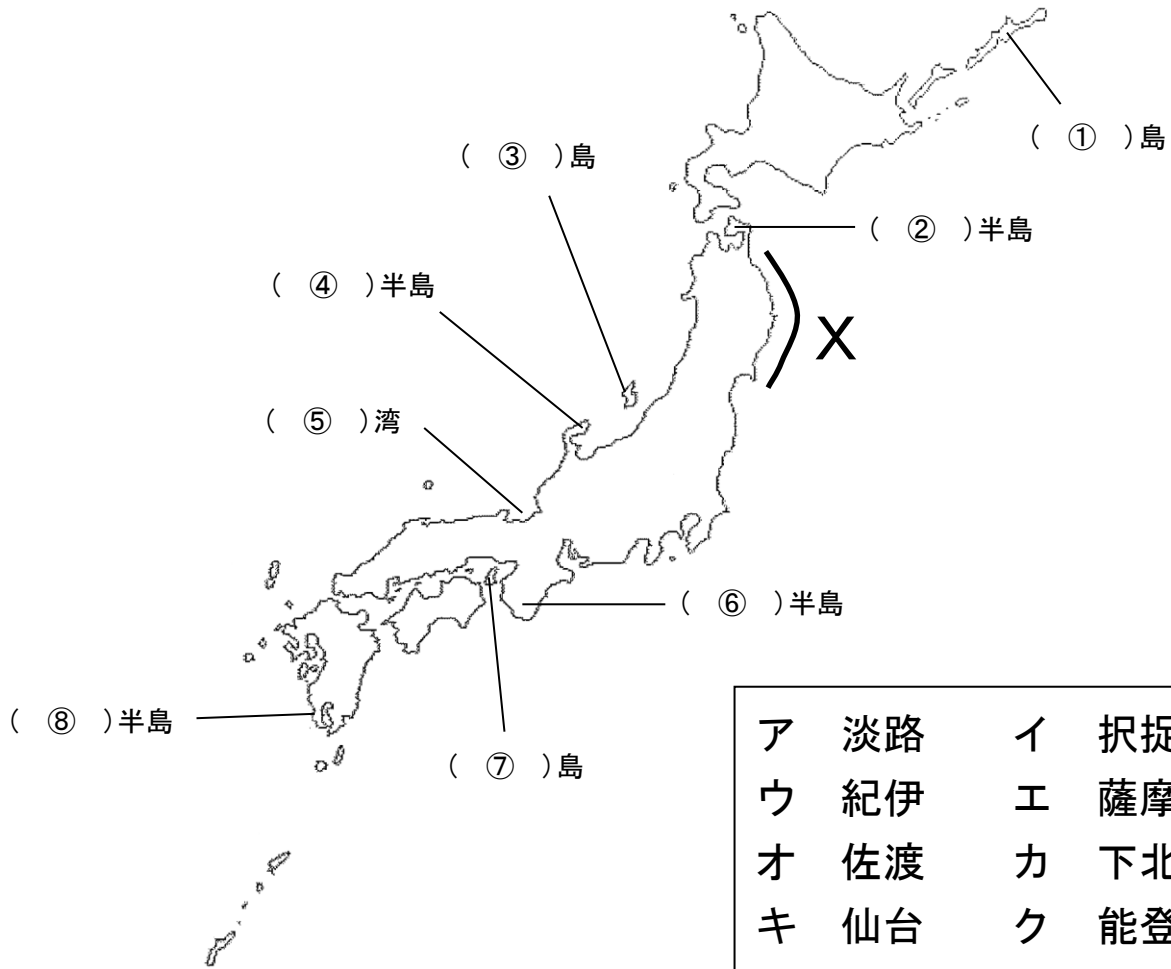 ( ① )島
( ③ )島
( ② )半島
( ④ )半島
X
( ⑤ )湾
( ⑥ )半島
( ⑧ )半島
( ⑦ )島
ア 淡路 イ 択捉
ウ 紀伊 エ 薩摩
オ 佐渡 カ 下北
キ 仙台 ク 能登